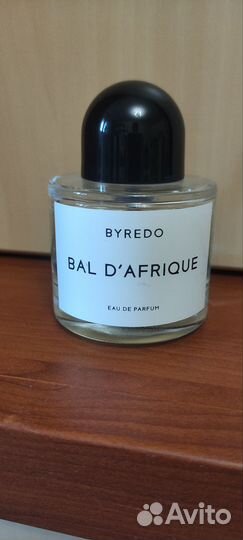 BYREDO
BAL D'AFRIQUE
EAU DE PARFUM
Avito